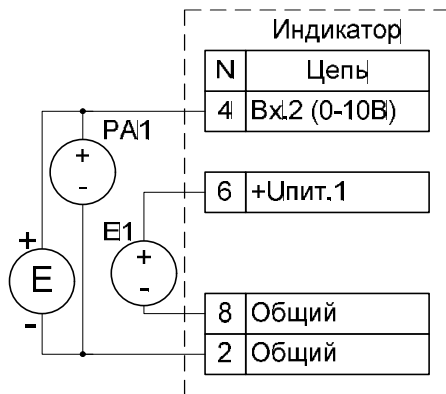 Индикатор
N Цепь
4 Вх.2 (0-10В)
PA1
+
-
6 +Uпит.1
E1
+
-
+
E
-
8 Общий
2 Общий